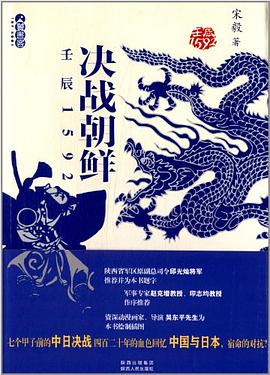 宋毅 著
壬辰
1592
决战朝鲜
壬辰1592
陕西省军区原副总司令邱光灿将军
推荐并为本书题字
军事专家赵克增教授、印志均教授
作序推荐
资深动漫画家、导演 吴东平先生为
本书绘制插图
七个甲子前的中日决战 四百二十年的血色回忆 中国与日本，宿命的对抗?
陕西出版集团
陕西人民出版社